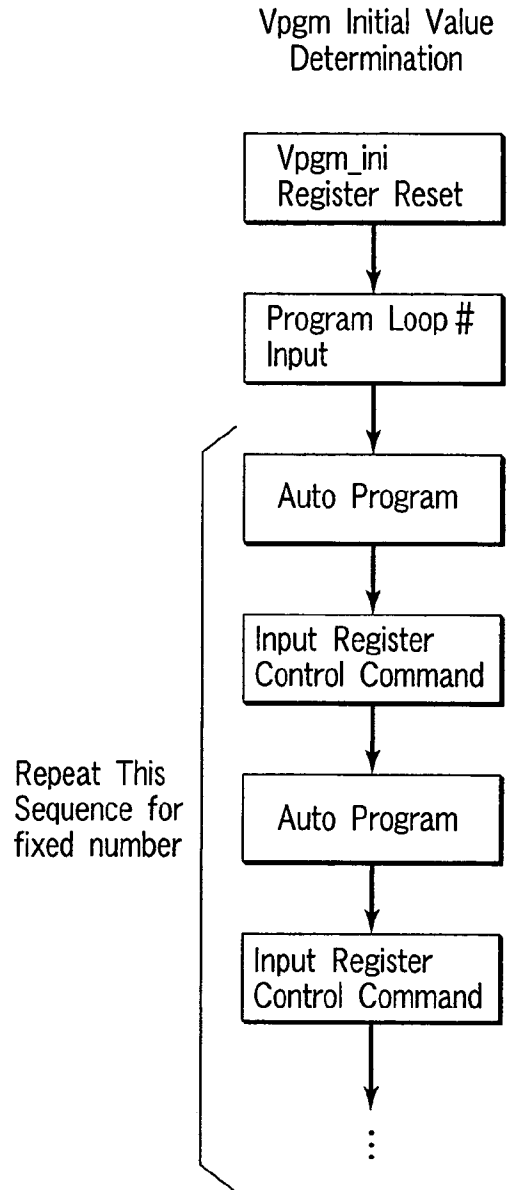 Vpgm Initial Value
Determination
Vpgm_ini
Register Reset
Program Loop #
Input
Auto Program
Input Register
Control Command
Auto Program
Repeat This
Sequence for
fixed number
Input Register
Control Command
⋮